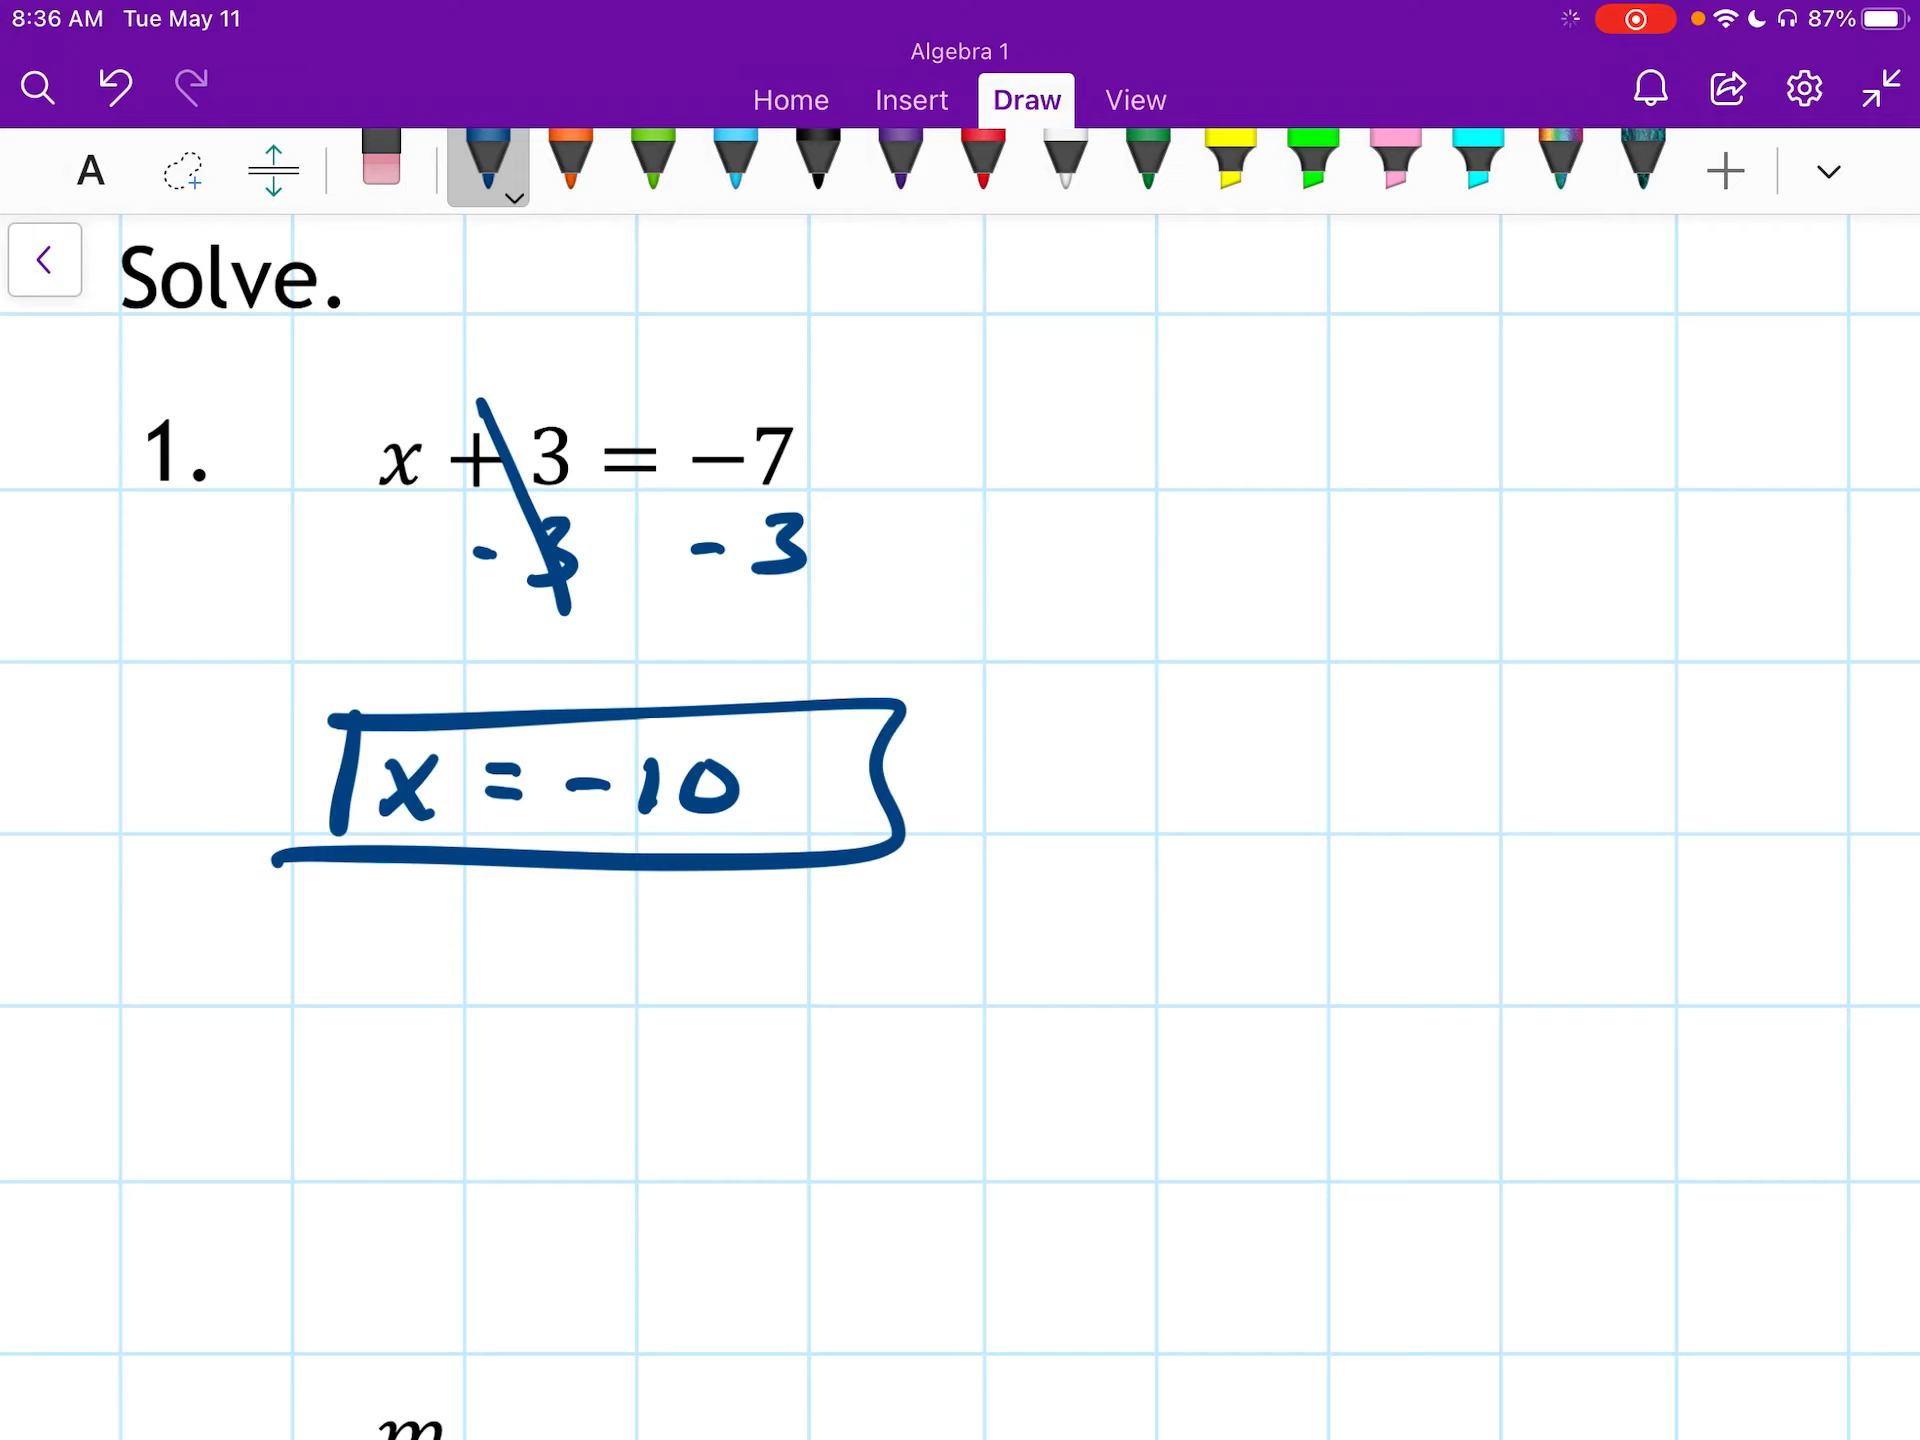 8:36 AM Tue May 11
87%
Algebra 1
Home Insert Draw View
A
Solve.
1. x + 3 = −7
- 3 - 3
x = -10
m